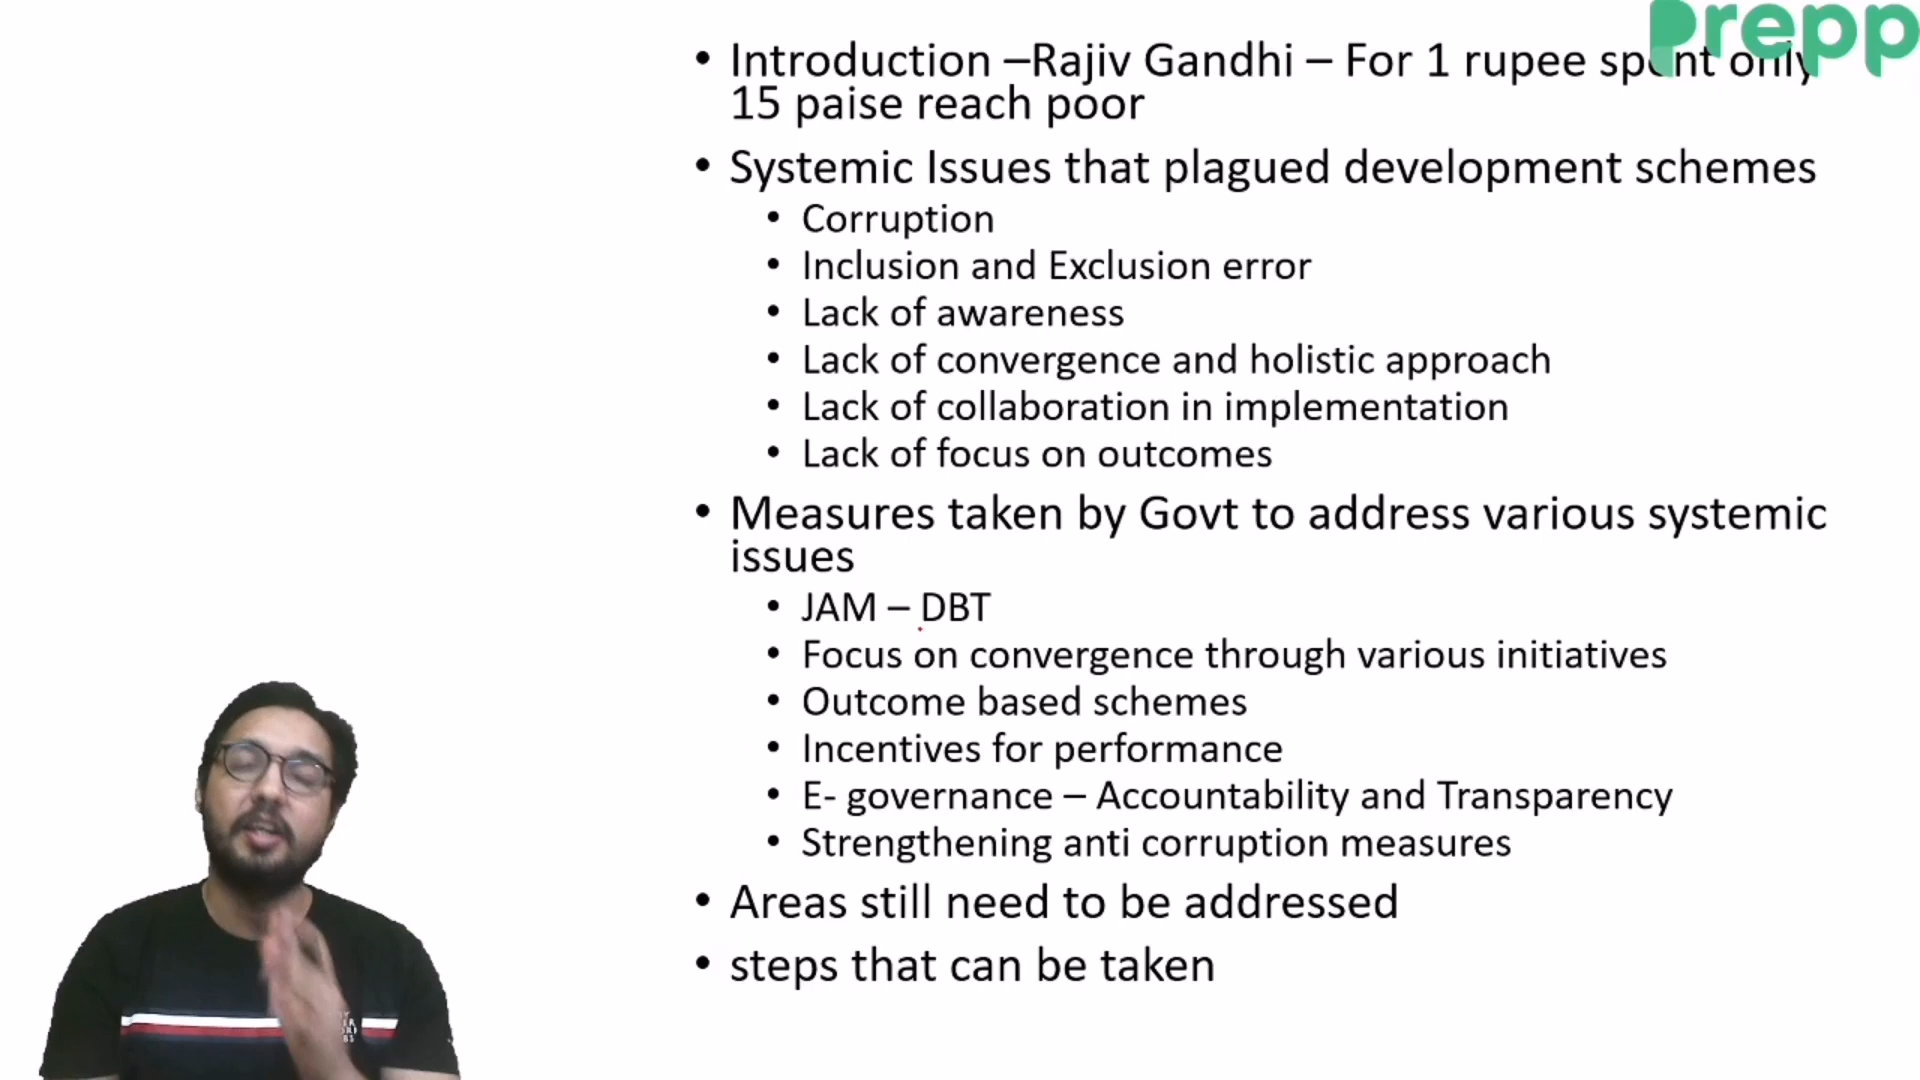 Prepp
• Introduction –Rajiv Gandhi – For 1 rupee spent only
15 paise reach poor
• Systemic Issues that plagued development schemes
• Corruption
• Inclusion and Exclusion error
• Lack of awareness
• Lack of convergence and holistic approach
• Lack of collaboration in implementation
• Lack of focus on outcomes
• Measures taken by Govt to address various systemic
issues
• JAM – DBT
• Focus on convergence through various initiatives
• Outcome based schemes
• Incentives for performance
• E- governance – Accountability and Transparency
• Strengthening anti corruption measures
• Areas still need to be addressed
• steps that can be taken